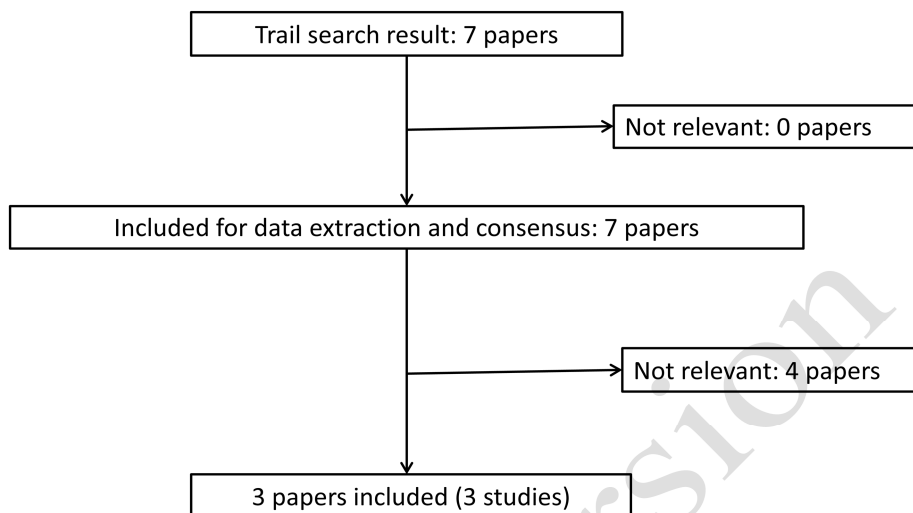 Trail search result: 7 papers
Not relevant: 0 papers
Included for data extraction and consensus: 7 papers
Not relevant: 4 papers
3 papers included (3 studies)
rsion